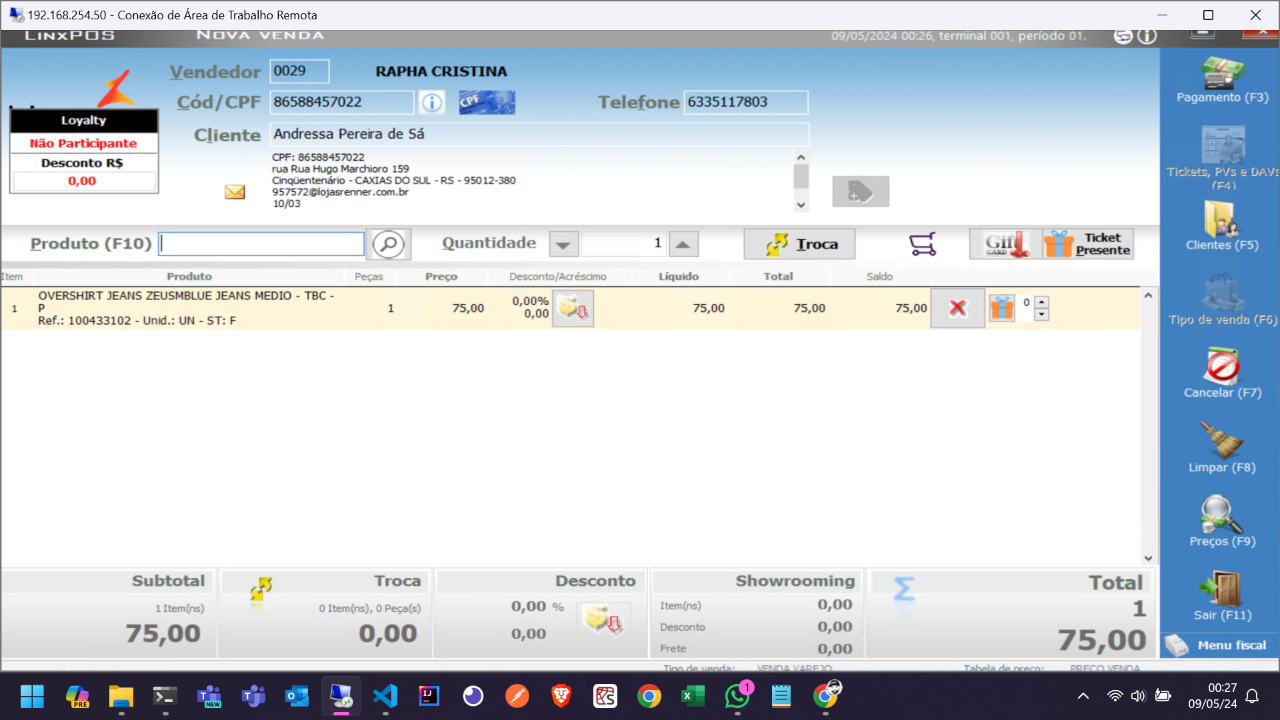 192.168.254.50 - Conexão de Área de Trabalho Remota
LinxPOS NOVA VENDA 09/05/2024 00:26, terminal 001, período 01.
Vendedor 0029 RAPHA CRISTINA
Cód/CPF 86588457022 CPF Telefone 6335117803
Cliente Andressa Pereira de Sá
Loyalty
Não Participante
Desconto R$
0,00
CPF: 86588457022
rua Rua Hugo Marchioro 159
Cinqüentenário - CAXIAS DO SUL - RS - 95012-380
957572@lojasrenner.com.br
10/03
Produto (F10) Quantidade 1 Troca Gift CARD Ticket Presente
Item Produto Peças Preço Desconto/Acréscimo Líquido Total Saldo
OVERSHIRT JEANS ZEUSMBLUE JEANS MEDIO - TBC -
1 P 1 75,00 0,00% 0,00 75,00 75,00 75,00 0
Ref.: 100433102 - Unid.: UN - ST: F
Pagamento (F3)
Tickets, PVs e DAVs
(F4)
Clientes (F5)
Tipo de venda (F6)
Cancelar (F7)
Limpar (F8)
Preços (F9)
Sair (F11)
Menu fiscal
Subtotal
1 Item(ns)
75,00
Troca
0 Item(ns), 0 Peça(s)
0,00
Desconto
0,00 %
0,00
Showrooming
Item(ns) 0,00
Desconto 0,00
Frete 0,00
Total
1
75,00
Tipo de venda: VENDA VAREJO Tabela de preço: PREÇO VENDA
PRE
NEW
1
00:27
09/05/24